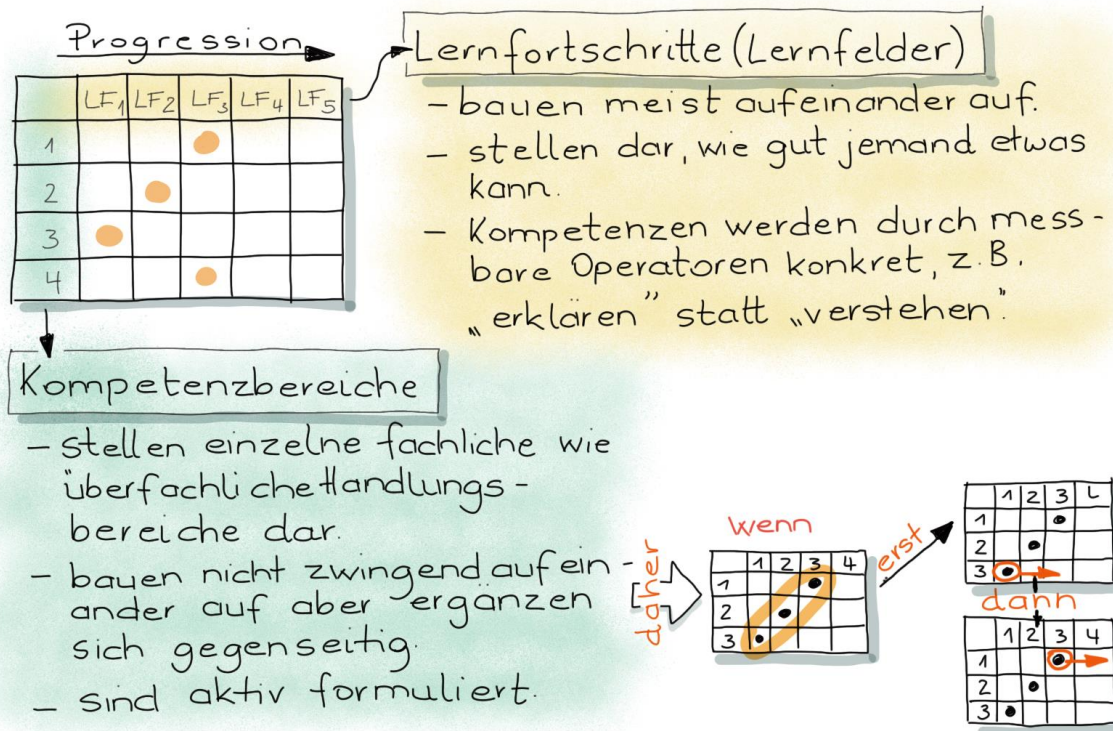 Progression
LF1 LF2 LF3 LF4 LF5
1
2
3
4
Lernfortschritte (Lernfelder)
- bauen meist aufeinander auf.
- stellen dar, wie gut jemand etwas
kann.
- Kompetenzen werden durch mess-
bare Operatoren konkret, z.B.
„erklären" statt „verstehen".
Kompetenzbereiche
- stellen einzelne fachliche wie
überfachliche Handlungs-
bereiche dar.
- bauen nicht zwingend aufein-
ander auf aber ergänzen
sich gegenseitig.
- sind aktiv formuliert.
daher
wenn
1 2 3 4
1
2
3
erst
1 2 3 L
1
2
3
dann
1 2 3 4
1
2
3